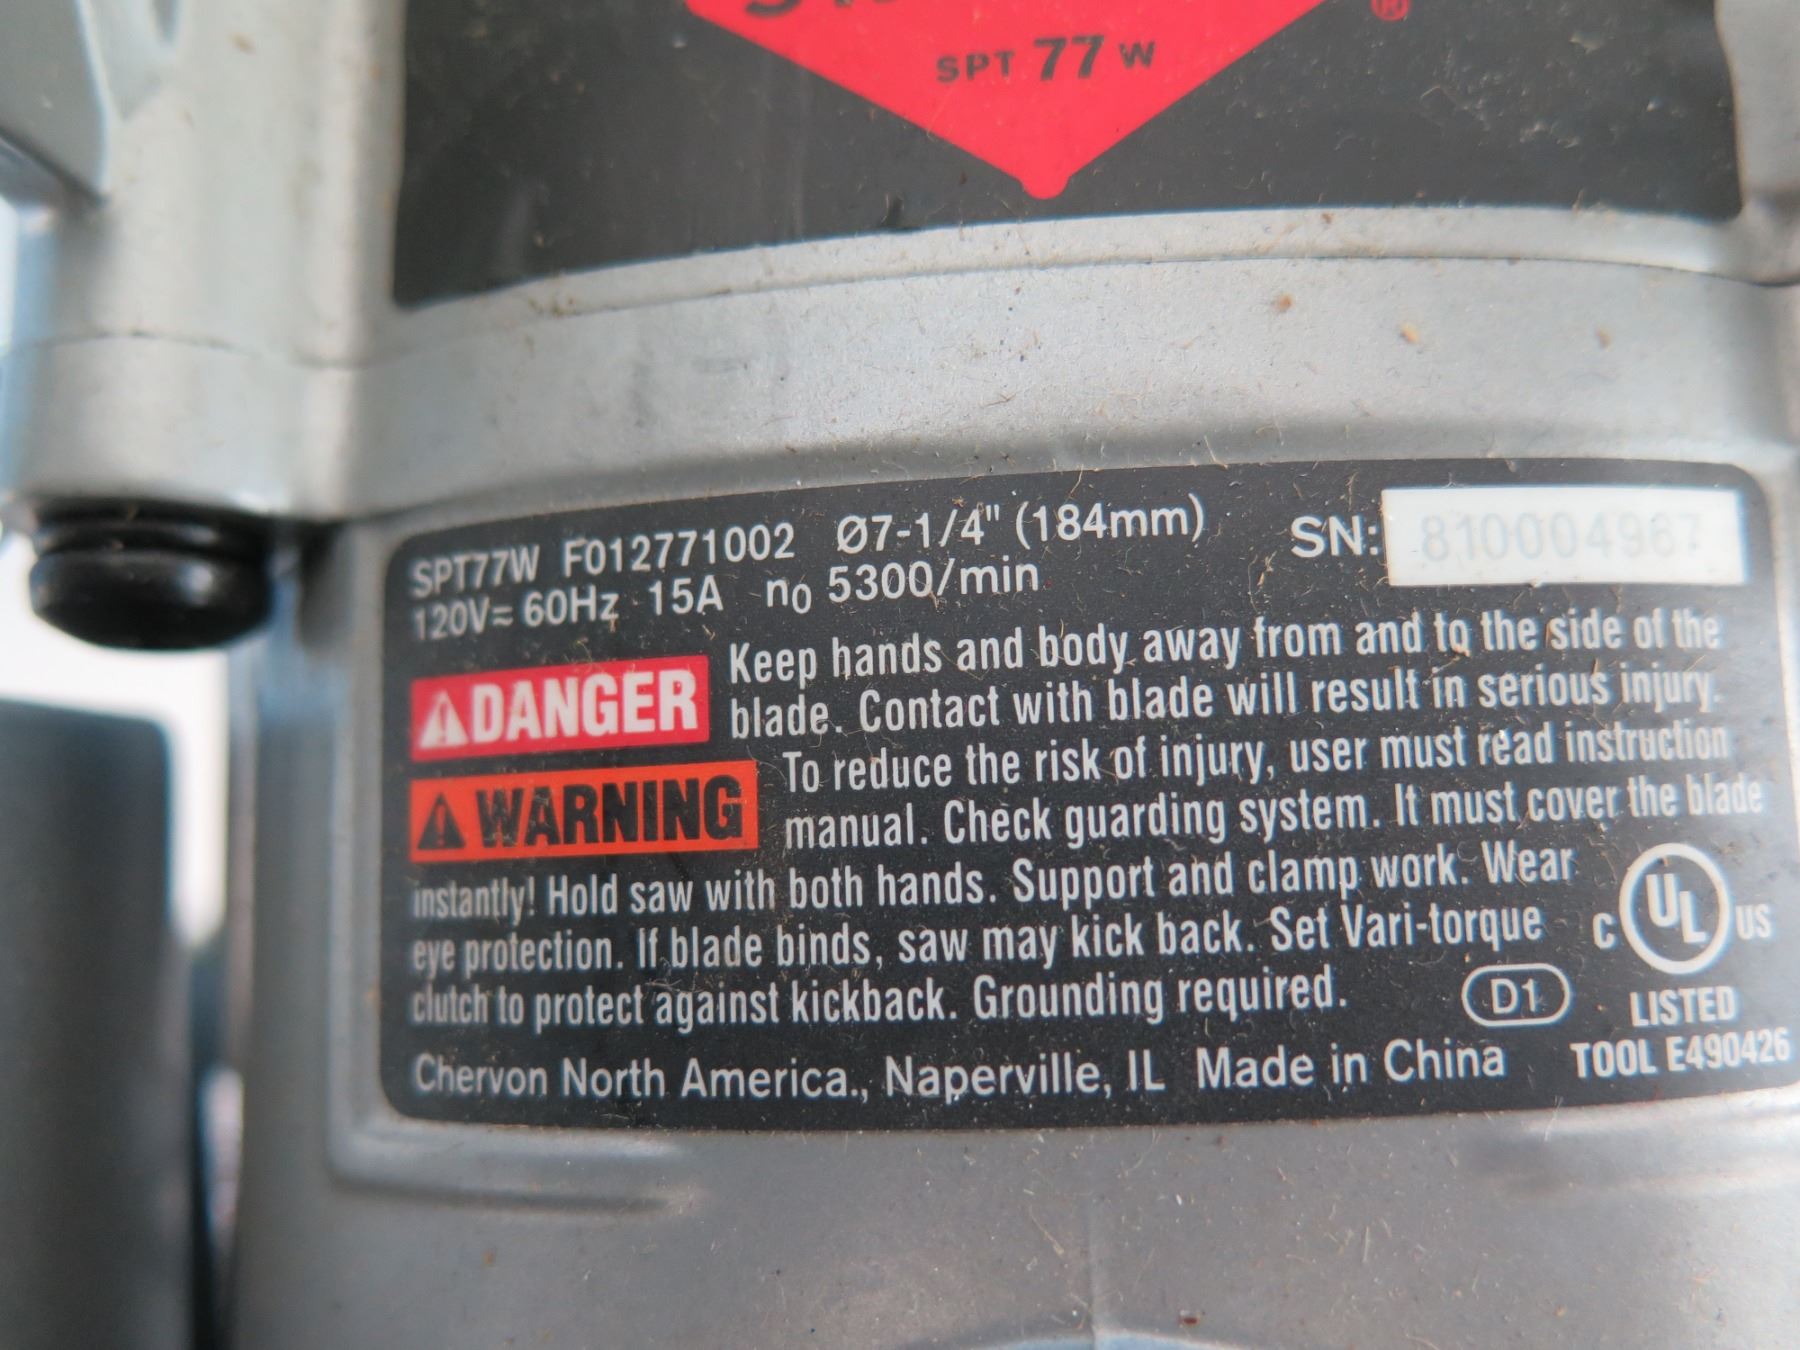 ®
SPT 77 W
SPT77W F012771002 Ø7-1/4" (184mm) SN: 810004967
120V≂ 60Hz 15A n₀ 5300/min
⚠DANGER Keep hands and body away from and to the side of the
blade. Contact with blade will result in serious injury.
⚠WARNING To reduce the risk of injury, user must read instruction
manual. Check guarding system. It must cover the blade
instantly! Hold saw with both hands. Support and clamp work. Wear
eye protection. If blade binds, saw may kick back. Set Vari-torque
clutch to protect against kickback. Grounding required.
D1
C UL US
LISTED
Chervon North America., Naperville, IL Made in China TOOL E490426